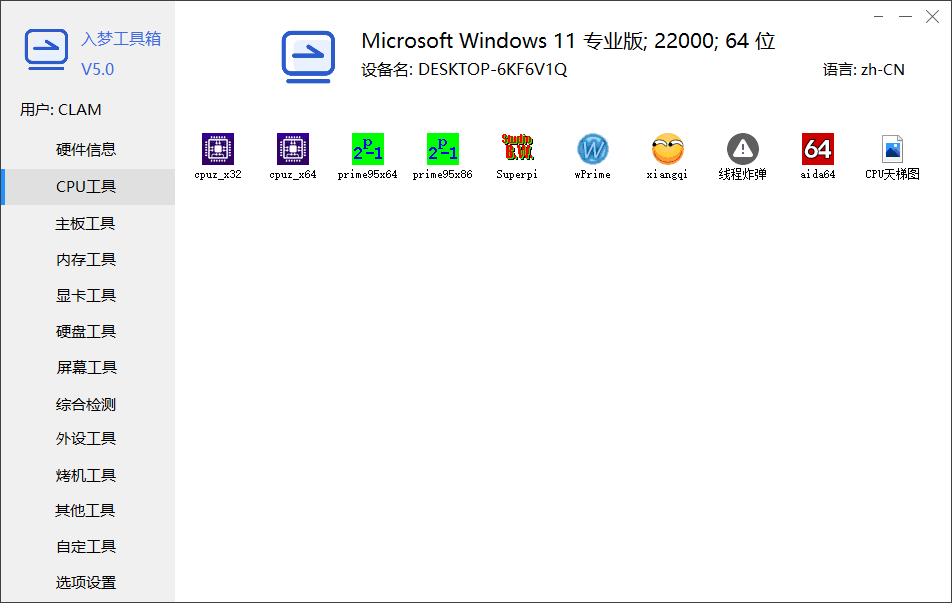 入梦工具箱
V5.0
用户: CLAM
硬件信息
CPU工具
主板工具
内存工具
显卡工具
硬盘工具
屏幕工具
综合检测
外设工具
烤机工具
其他工具
自定工具
选项设置
Microsoft Windows 11 专业版; 22000; 64 位
设备名: DESKTOP-6KF6V1Q
语言: zh-CN
2^P-1
2^P-1
Studio
E.W.
W
64
cpuz_x32
cpuz_x64
prime95x64
prime95x86
Superpi
wPrime
xiangqi
线程炸弹
aida64
CPU天梯图